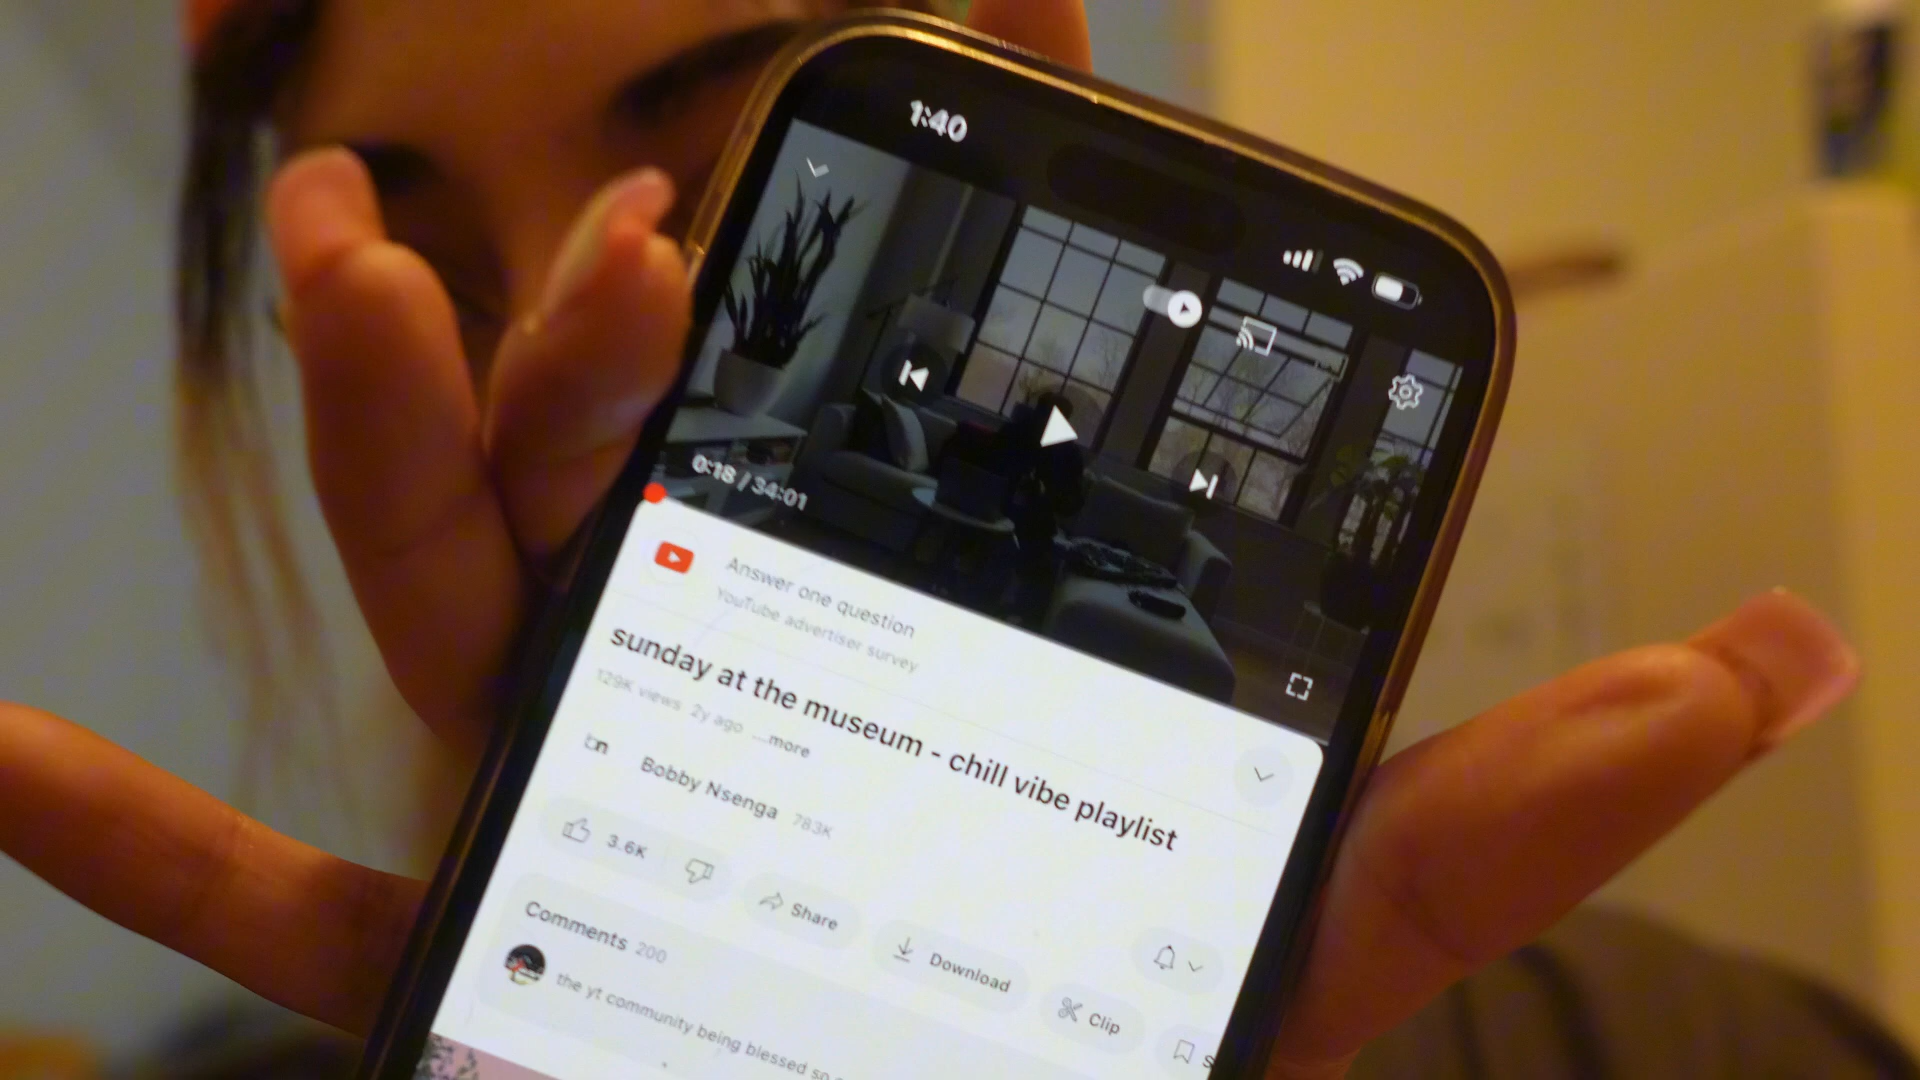 1:40
0:18 / 34:01
Answer one question
YouTube advertiser survey
sunday at the museum - chill vibe playlist
129K views 2y ago ...more
bn
Bobby Nsenga 783K
3.6K Share Download Clip
Comments 200
the yt community being blessed so